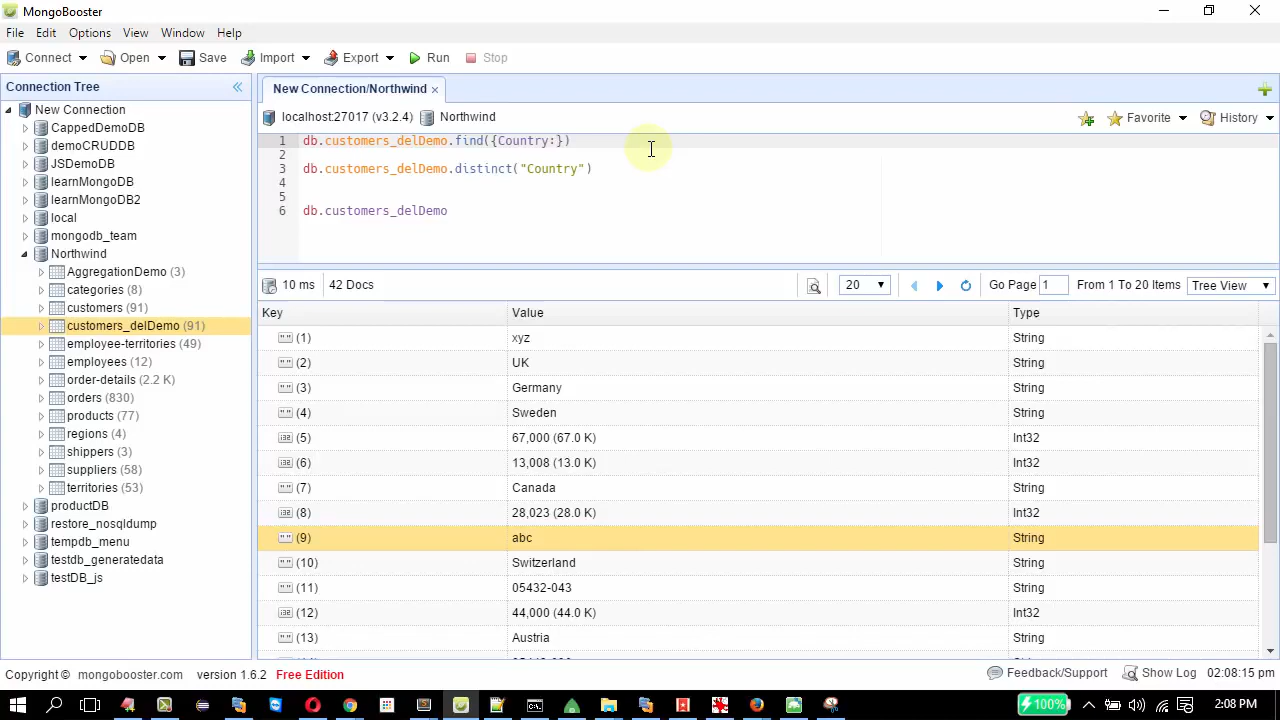 MongoBooster
File Edit Options View Window Help
Connect Open Save Import Export Run Stop
Connection Tree
New Connection
CappedDemoDB
demoCRUDDB
JSDemoDB
learnMongoDB
learnMongoDB2
local
mongodb_team
Northwind
AggregationDemo (3)
categories (8)
customers (91)
customers_delDemo (91)
employee-territories (49)
employees (12)
order-details (2.2 K)
orders (830)
products (77)
regions (4)
shippers (3)
suppliers (58)
territories (53)
productDB
restore_nosqldump
tempdb_menu
testdb_generatedata
testDB_js
New Connection/Northwind
localhost:27017 (v3.2.4) Northwind Favorite History
1 db.customers_delDemo.find({Country:})
2
3 db.customers_delDemo.distinct("Country")
4
5
6 db.customers_delDemo
10 ms 42 Docs 20 Go Page 1 From 1 To 20 Items Tree View
Key Value Type
(1) xyz String
(2) UK String
(3) Germany String
(4) Sweden String
(5) 67,000 (67.0 K) Int32
(6) 13,008 (13.0 K) Int32
(7) Canada String
(8) 28,023 (28.0 K) Int32
(9) abc String
(10) Switzerland String
(11) 05432-043 String
(12) 44,000 (44.0 K) Int32
(13) Austria String
Copyright © mongobooster.com version 1.6.2 Free Edition Feedback/Support Show Log 02:08:15 pm
100% 2:08 PM